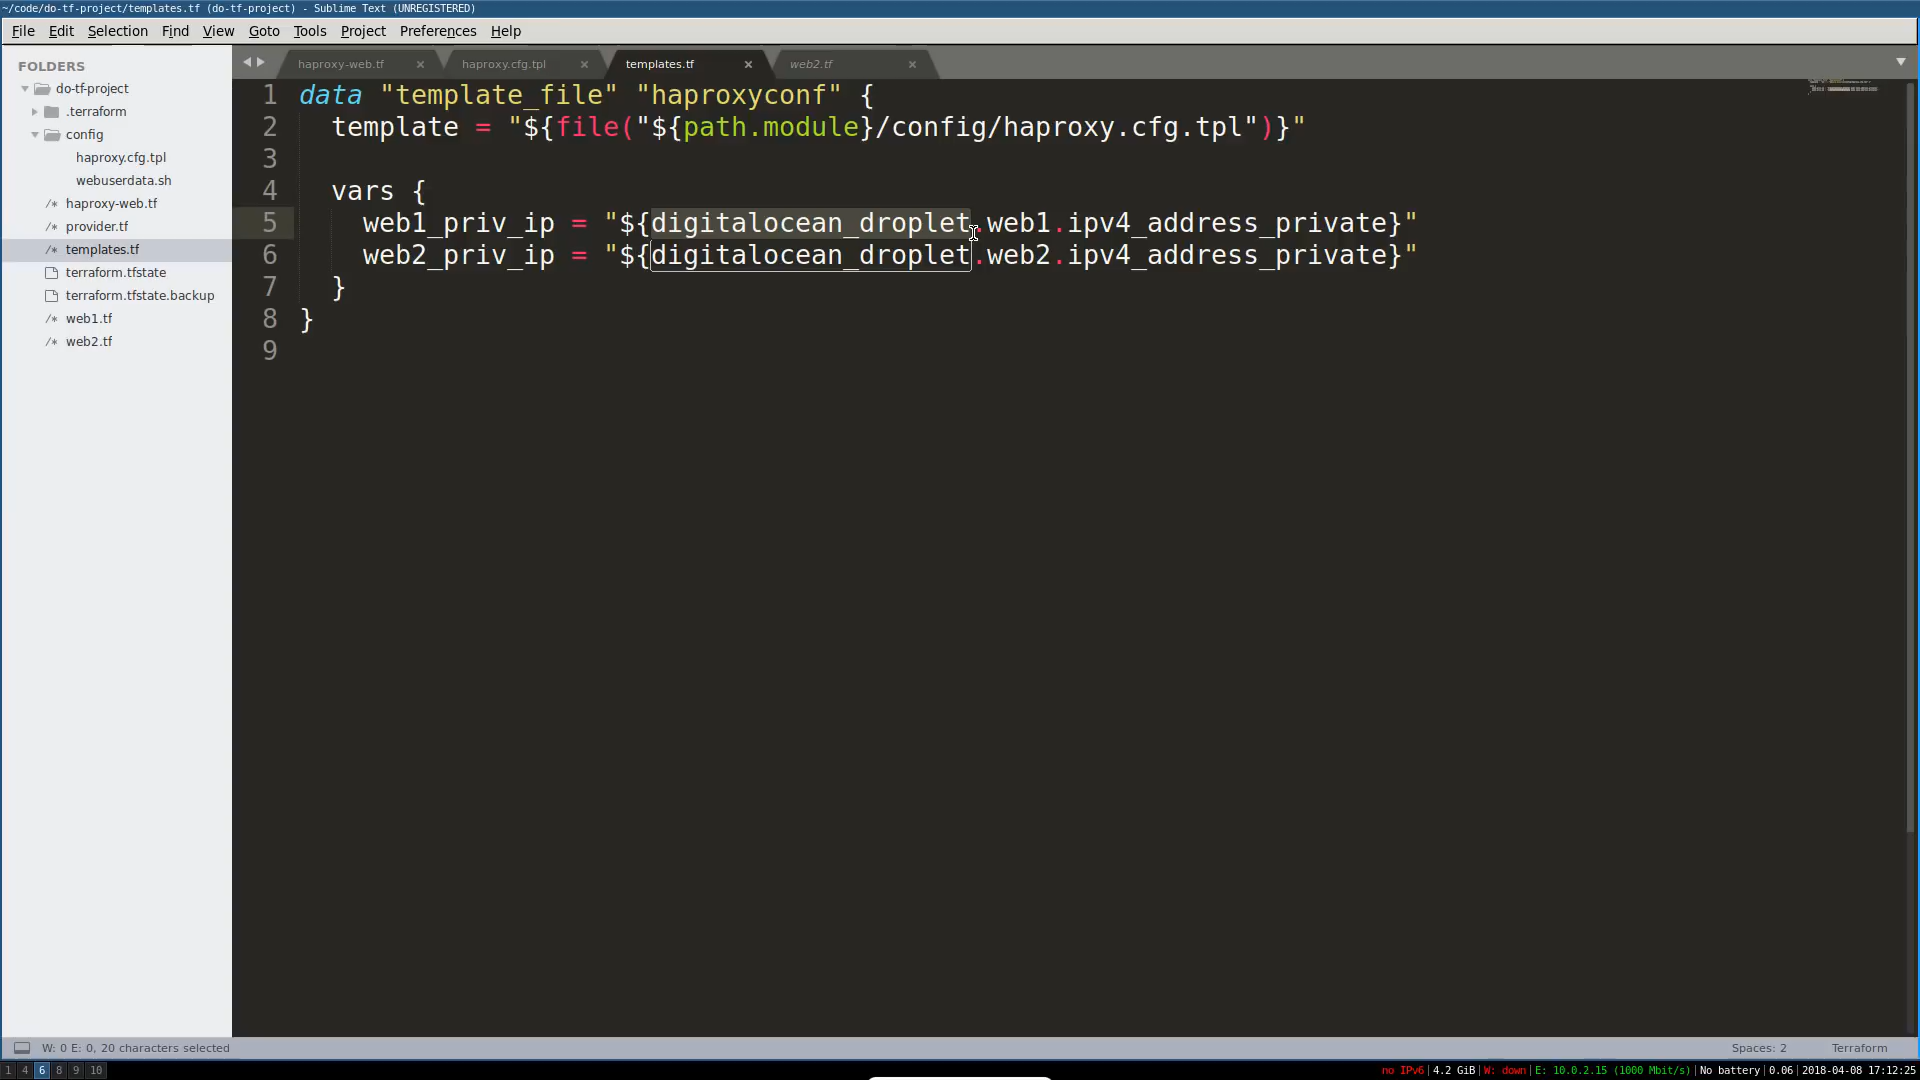 ~/code/do-tf-project/templates.tf (do-tf-project) - Sublime Text (UNREGISTERED)
File Edit Selection Find View Goto Tools Project Preferences Help
FOLDERS
do-tf-project
.terraform
config
haproxy.cfg.tpl
webuserdata.sh
/* haproxy-web.tf
/* provider.tf
/* templates.tf
terraform.tfstate
terraform.tfstate.backup
/* web1.tf
/* web2.tf
haproxy-web.tf × haproxy.cfg.tpl × templates.tf × web2.tf ×
1 data "template_file" "haproxyconf" {
2 template = "${file("${path.module}/config/haproxy.cfg.tpl")}"
3
4 vars {
5 web1_priv_ip = "${digitalocean_droplet.web1.ipv4_address_private}"
6 web2_priv_ip = "${digitalocean_droplet.web2.ipv4_address_private}"
7 }
8 }
9
W: 0 E: 0, 20 characters selected Spaces: 2 Terraform
1 4 6 8 9 10 no IPv6|4.2 GiB|W: down|E: 10.0.2.15 (1000 Mbit/s)|No battery|0.06|2018-04-08 17:12:25